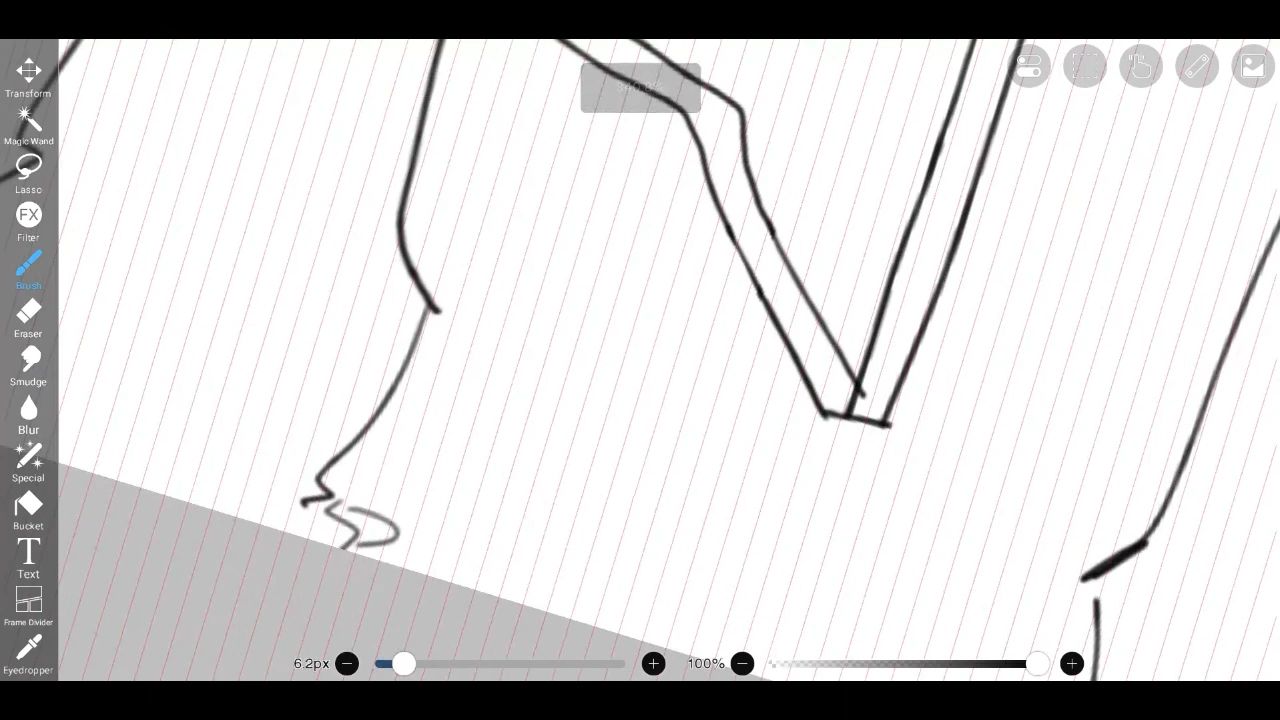 Transform
Magic Wand
Lasso
FX
Filter
Brush
Eraser
Smudge
Blur
Special
Bucket
T
Text
Frame Divider
Eyedropper
6.2px
100%